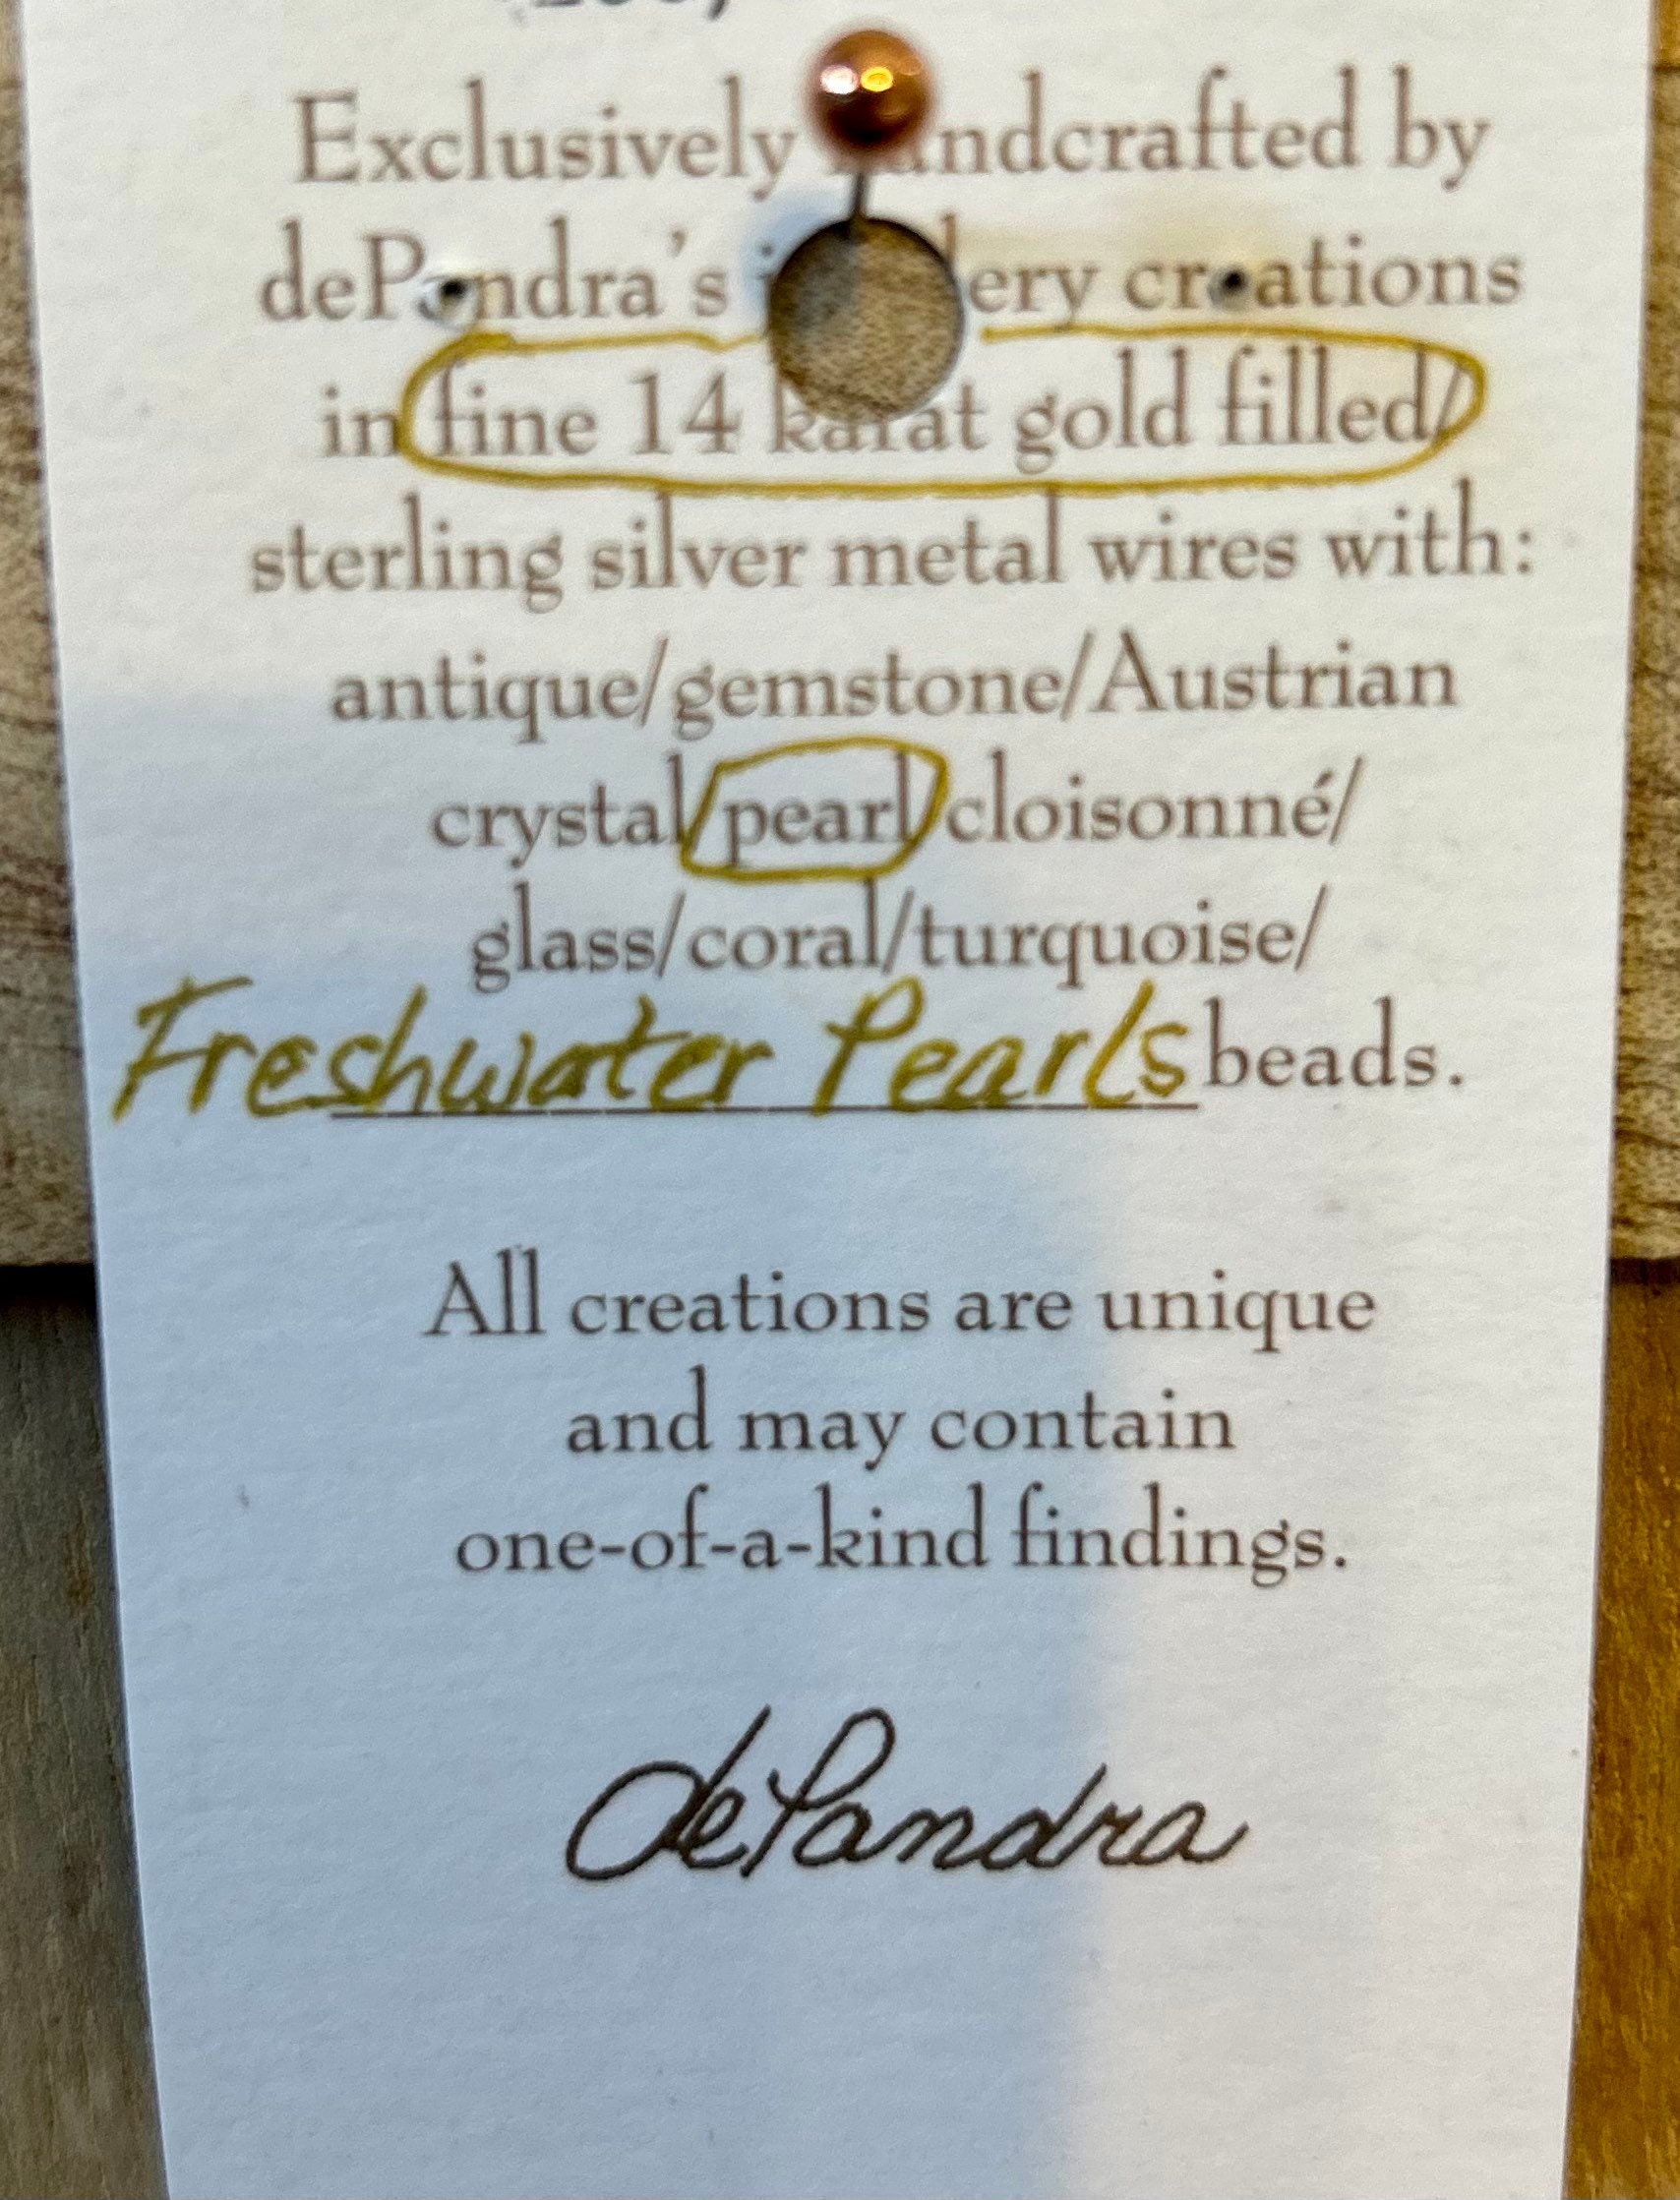 Exclusively handcrafted by
dePandra's jewelery creations
in fine 14 karat gold filled/
sterling silver metal wires with:
antique/gemstone/Austrian
crystal/pearl/cloisonné/
glass/coral/turquoise/
Freshwater Pearls beads.
All creations are unique
and may contain
one-of-a-kind findings.
dePandra